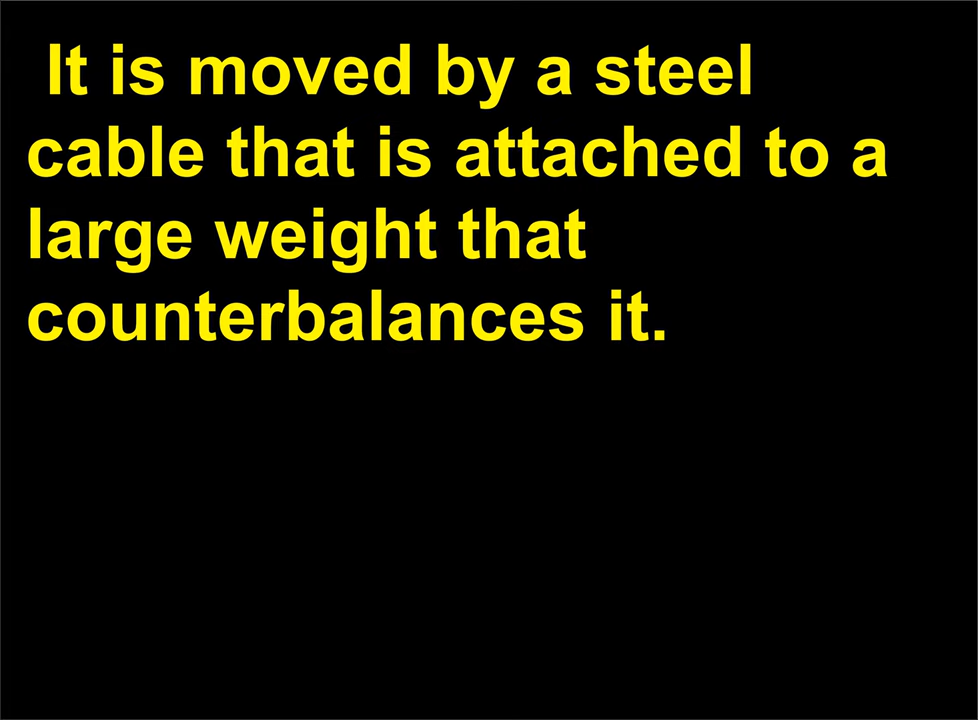 It is moved by a steel
cable that is attached to a
large weight that
counterbalances it.